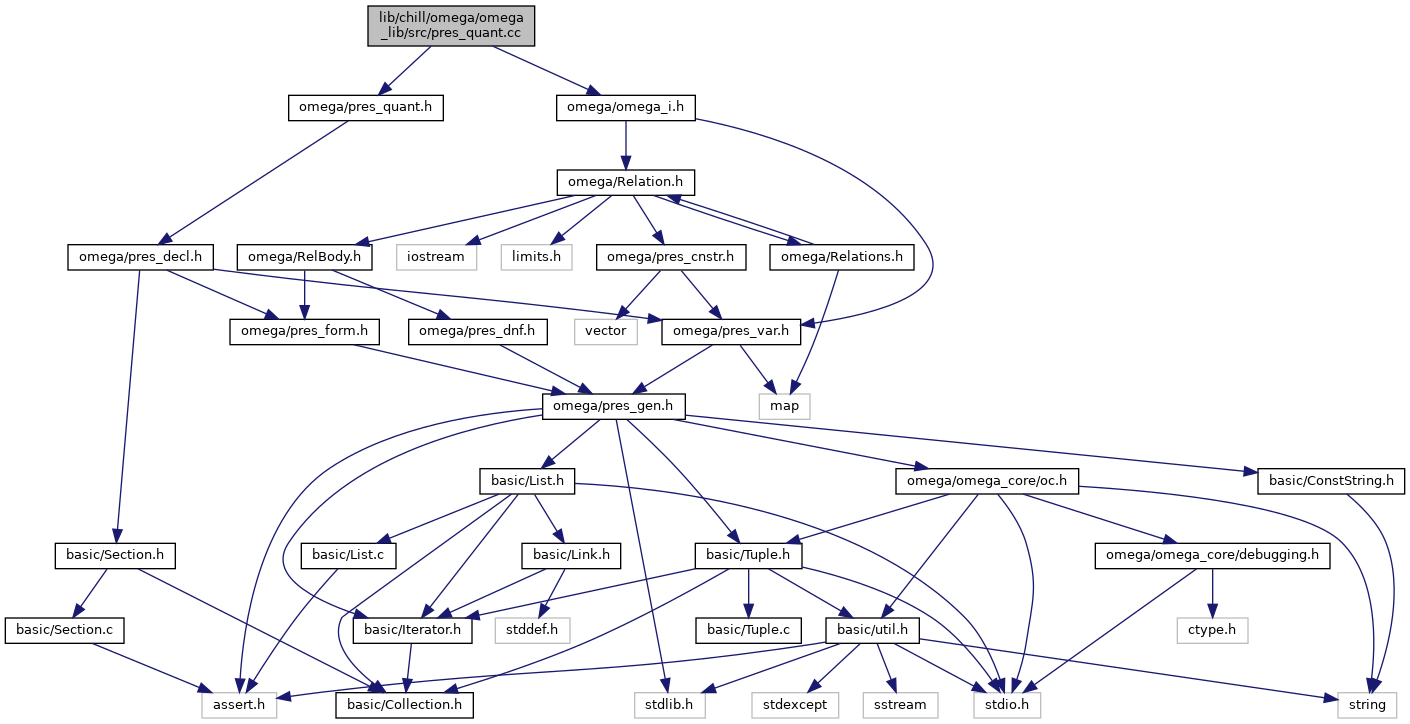 lib/chill/omega/omega
_lib/src/pres_quant.cc
omega/pres_quant.h
omega/omega_i.h
omega/Relation.h
omega/pres_decl.h
omega/RelBody.h
iostream
limits.h
omega/pres_cnstr.h
omega/Relations.h
omega/pres_form.h
omega/pres_dnf.h
vector
omega/pres_var.h
omega/pres_gen.h
map
basic/List.h
omega/omega_core/oc.h
basic/ConstString.h
basic/Section.h
basic/List.c
basic/Link.h
basic/Tuple.h
omega/omega_core/debugging.h
basic/Section.c
basic/Iterator.h
stddef.h
basic/Tuple.c
basic/util.h
ctype.h
assert.h
basic/Collection.h
stdlib.h
stdexcept
sstream
stdio.h
string